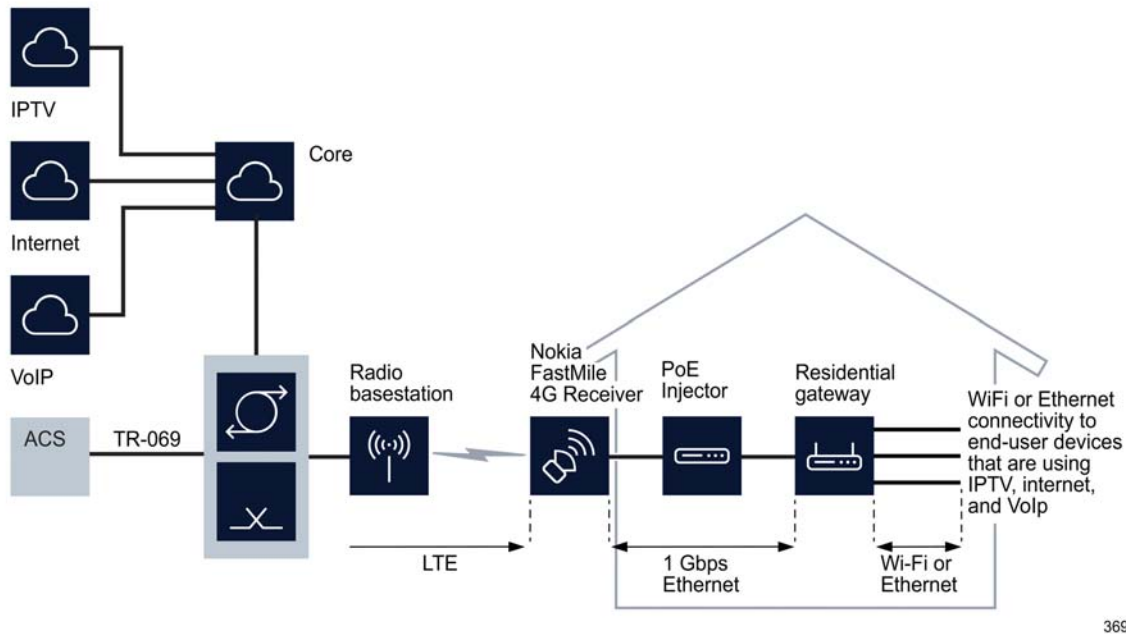 IPTV
Core
Internet
VoIP
ACS
TR-069
Radio
basestation
Nokia
FastMile
4G Receiver
PoE
Injector
Residential
gateway
WiFi or Ethernet
connectivity to
end-user devices
that are using
IPTV, internet,
and VoIp
LTE
1 Gbps
Ethernet
Wi-Fi or
Ethernet
369